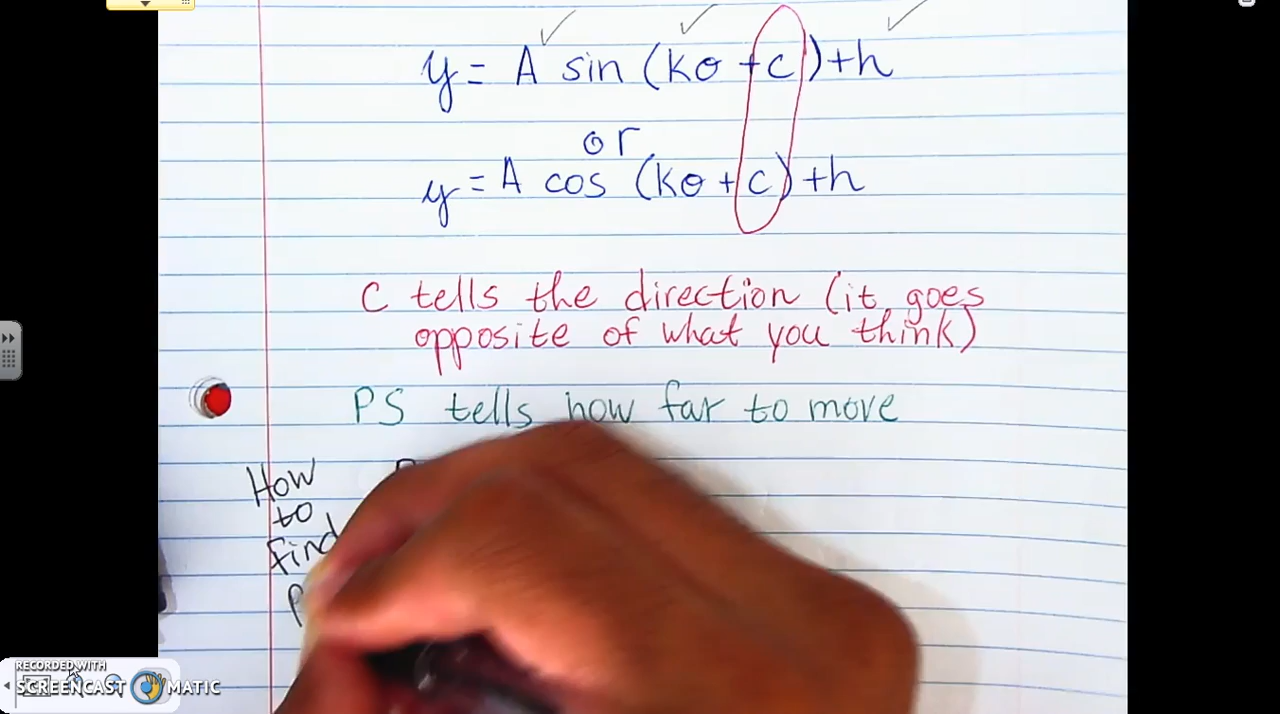 y = A sin (kθ + c) + h
or
y = A cos (kθ + c) + h
C tells the direction (it goes
opposite of what you think)
PS tells how far to move
How
to
find
RECORDED WITH
SCREENCAST MATIC